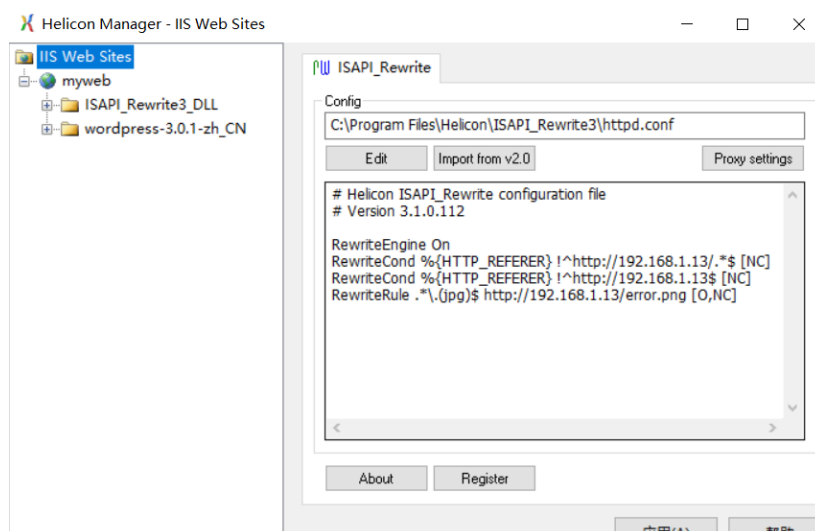 Helicon Manager - IIS Web Sites
IIS Web Sites
myweb
ISAPI_Rewrite3_DLL
wordpress-3.0.1-zh_CN
ISAPI_Rewrite
Config
C:\Program Files\Helicon\ISAPI_Rewrite3\httpd.conf
Edit
Import from v2.0
Proxy settings
# Helicon ISAPI_Rewrite configuration file
# Version 3.1.0.112
RewriteEngine On
RewriteCond %{HTTP_REFERER} !^http://192.168.1.13/.*$ [NC]
RewriteCond %{HTTP_REFERER} !^http://192.168.1.13$ [NC]
RewriteRule .*\.(jpg)$ http://192.168.1.13/error.png [O,NC]
About
Register